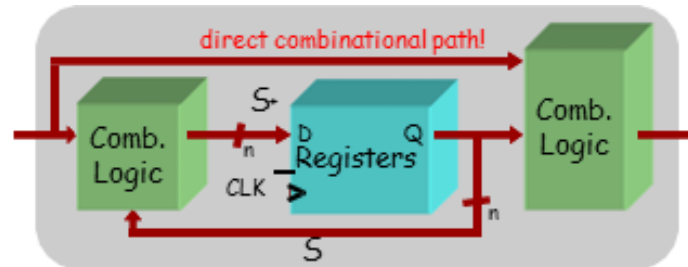 direct combinational path!
S+
Comb.
Logic
n
D
Q
Registers
CLK
Comb.
Logic
n
S